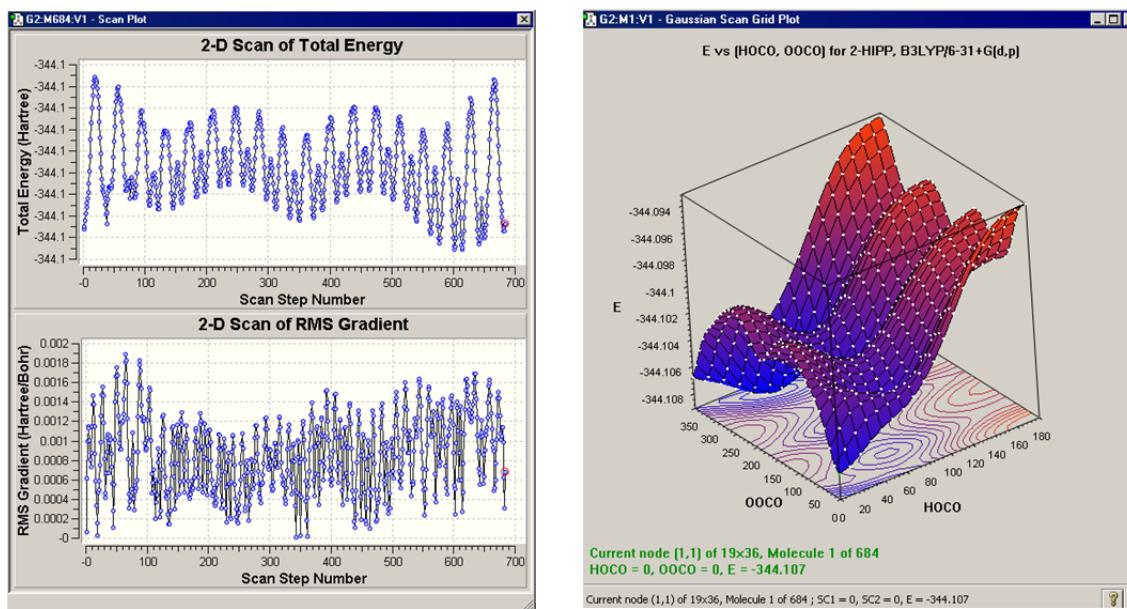 G2:M684:V1 - Scan Plot
2-D Scan of Total Energy
Total Energy (Hartree)
-344.1
-344.1
-344.1
-344.1
-344.1
-344.1
-344.1
-344.1
-344.1
-344.1
-0 100 200 300 400 500 600 700
Scan Step Number
2-D Scan of RMS Gradient
RMS Gradient (Hartree/Bohr)
0.002
0.0018
0.0016
0.0014
0.0012
0.001
0.0008
0.0006
0.0004
0.0002
-0
-0 100 200 300 400 500 600 700
Scan Step Number
G2:M1:V1 - Gaussian Scan Grid Plot
E vs (HOCO, OOCO) for 2-HIPP, B3LYP/6-31+G(d,p)
-344.094
-344.096
-344.098
-344.1
-344.102
-344.104
-344.106
-344.108
E
350 300 250 200 150 100 50 0
OOCO
0 20 40 60 80 100 120 140 160 180
HOCO
Current node (1,1) of 19x36, Molecule 1 of 684
HOCO = 0, OOCO = 0, E = -344.107
Current node (1,1) of 19x36, Molecule 1 of 684 ; SC1 = 0, SC2 = 0, E = -344.107